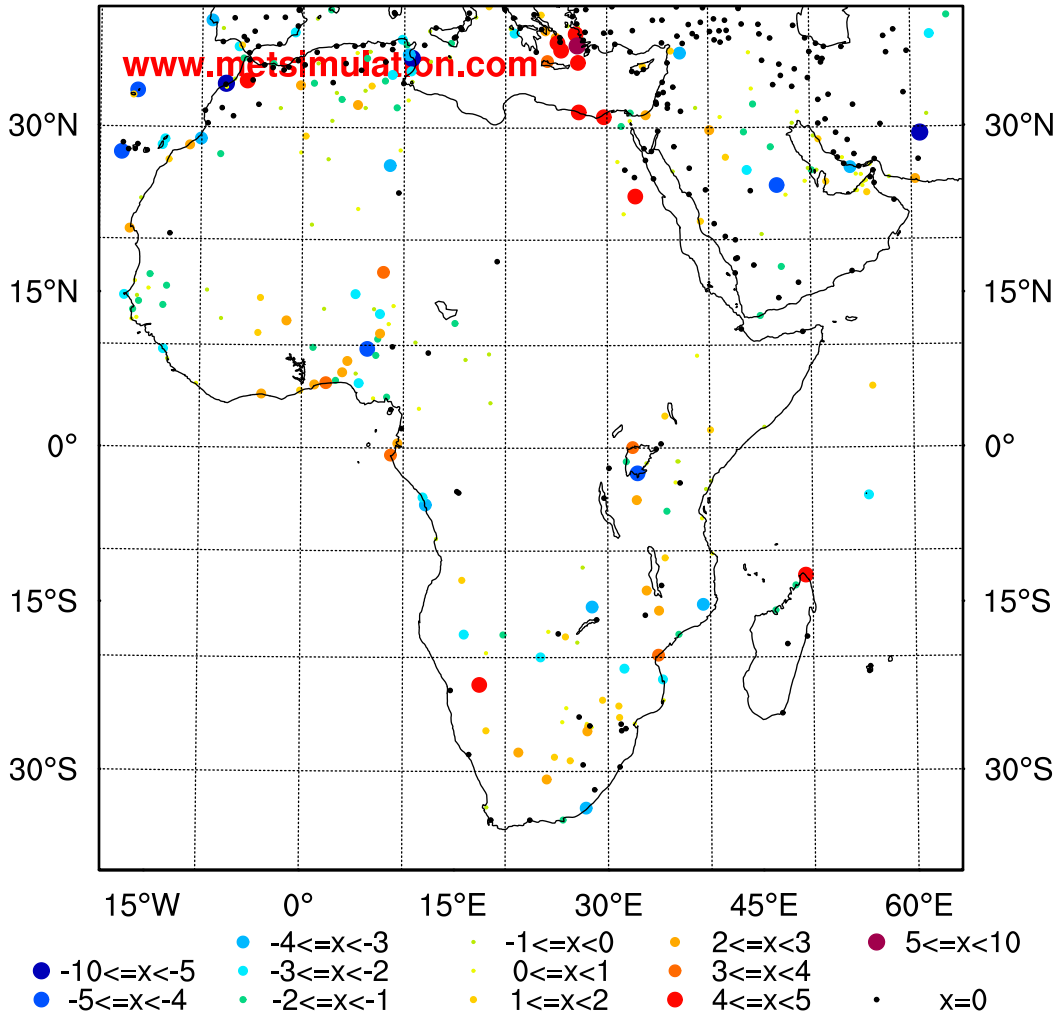 www.metsimulation.com
30°N 30°N
15°N 15°N
0° 0°
15°S 15°S
30°S 30°S
15°W 0° 15°E 30°E 45°E 60°E
-4<=x<-3 -1<=x<0 2<=x<3 5<=x<10
-10<=x<-5 -3<=x<-2 0<=x<1 3<=x<4
-5<=x<-4 -2<=x<-1 1<=x<2 4<=x<5 x=0